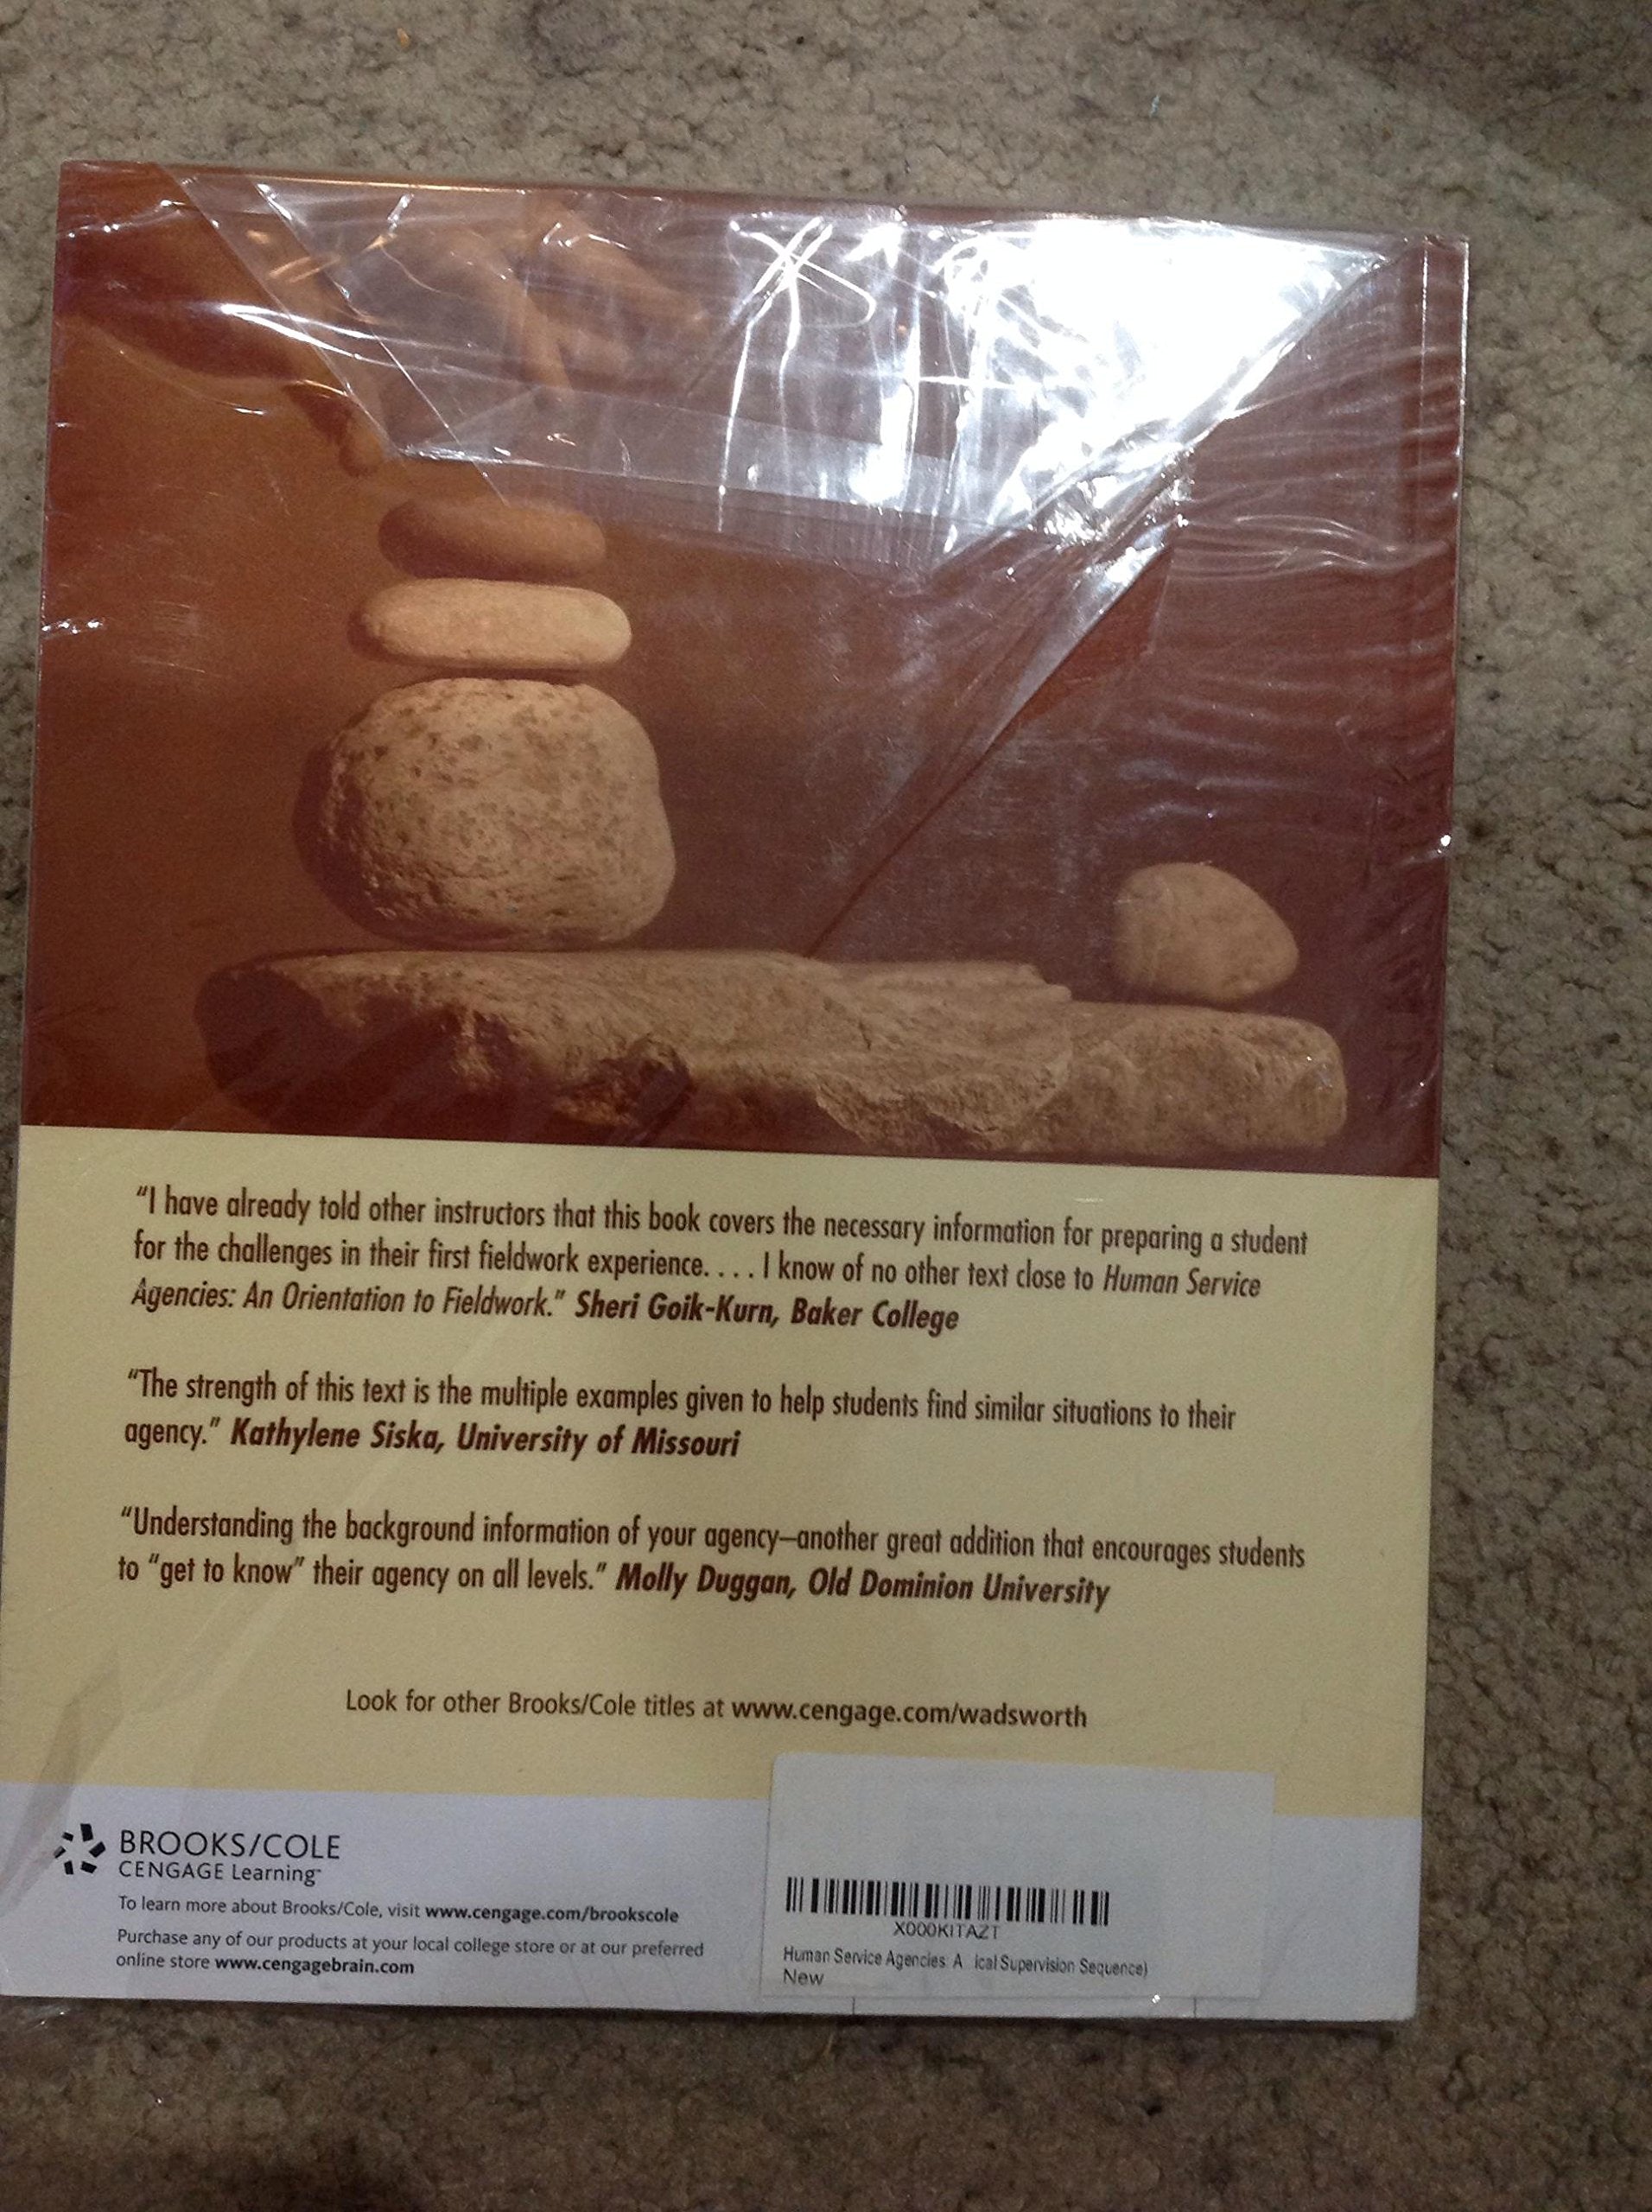 “I have already told other instructors that this book covers the necessary information for preparing a student
for the challenges in their first fieldwork experience. . . . I know of no other text close to Human Service
Agencies: An Orientation to Fieldwork.” Sheri Goik-Kurn, Baker College
“The strength of this text is the multiple examples given to help students find similar situations to their
agency.” Kathylene Siska, University of Missouri
“Understanding the background information of your agency—another great addition that encourages students
to “get to know” their agency on all levels.” Molly Duggan, Old Dominion University
Look for other Brooks/Cole titles at www.cengage.com/wadsworth
BROOKS/COLE
CENGAGE Learning™
To learn more about Brooks/Cole, visit www.cengage.com/brookscole
Purchase any of our products at your local college store or at our preferred
online store www.cengagebrain.com
X000KITAZT
Human Service Agencies: A ical Supervision Sequence)
New